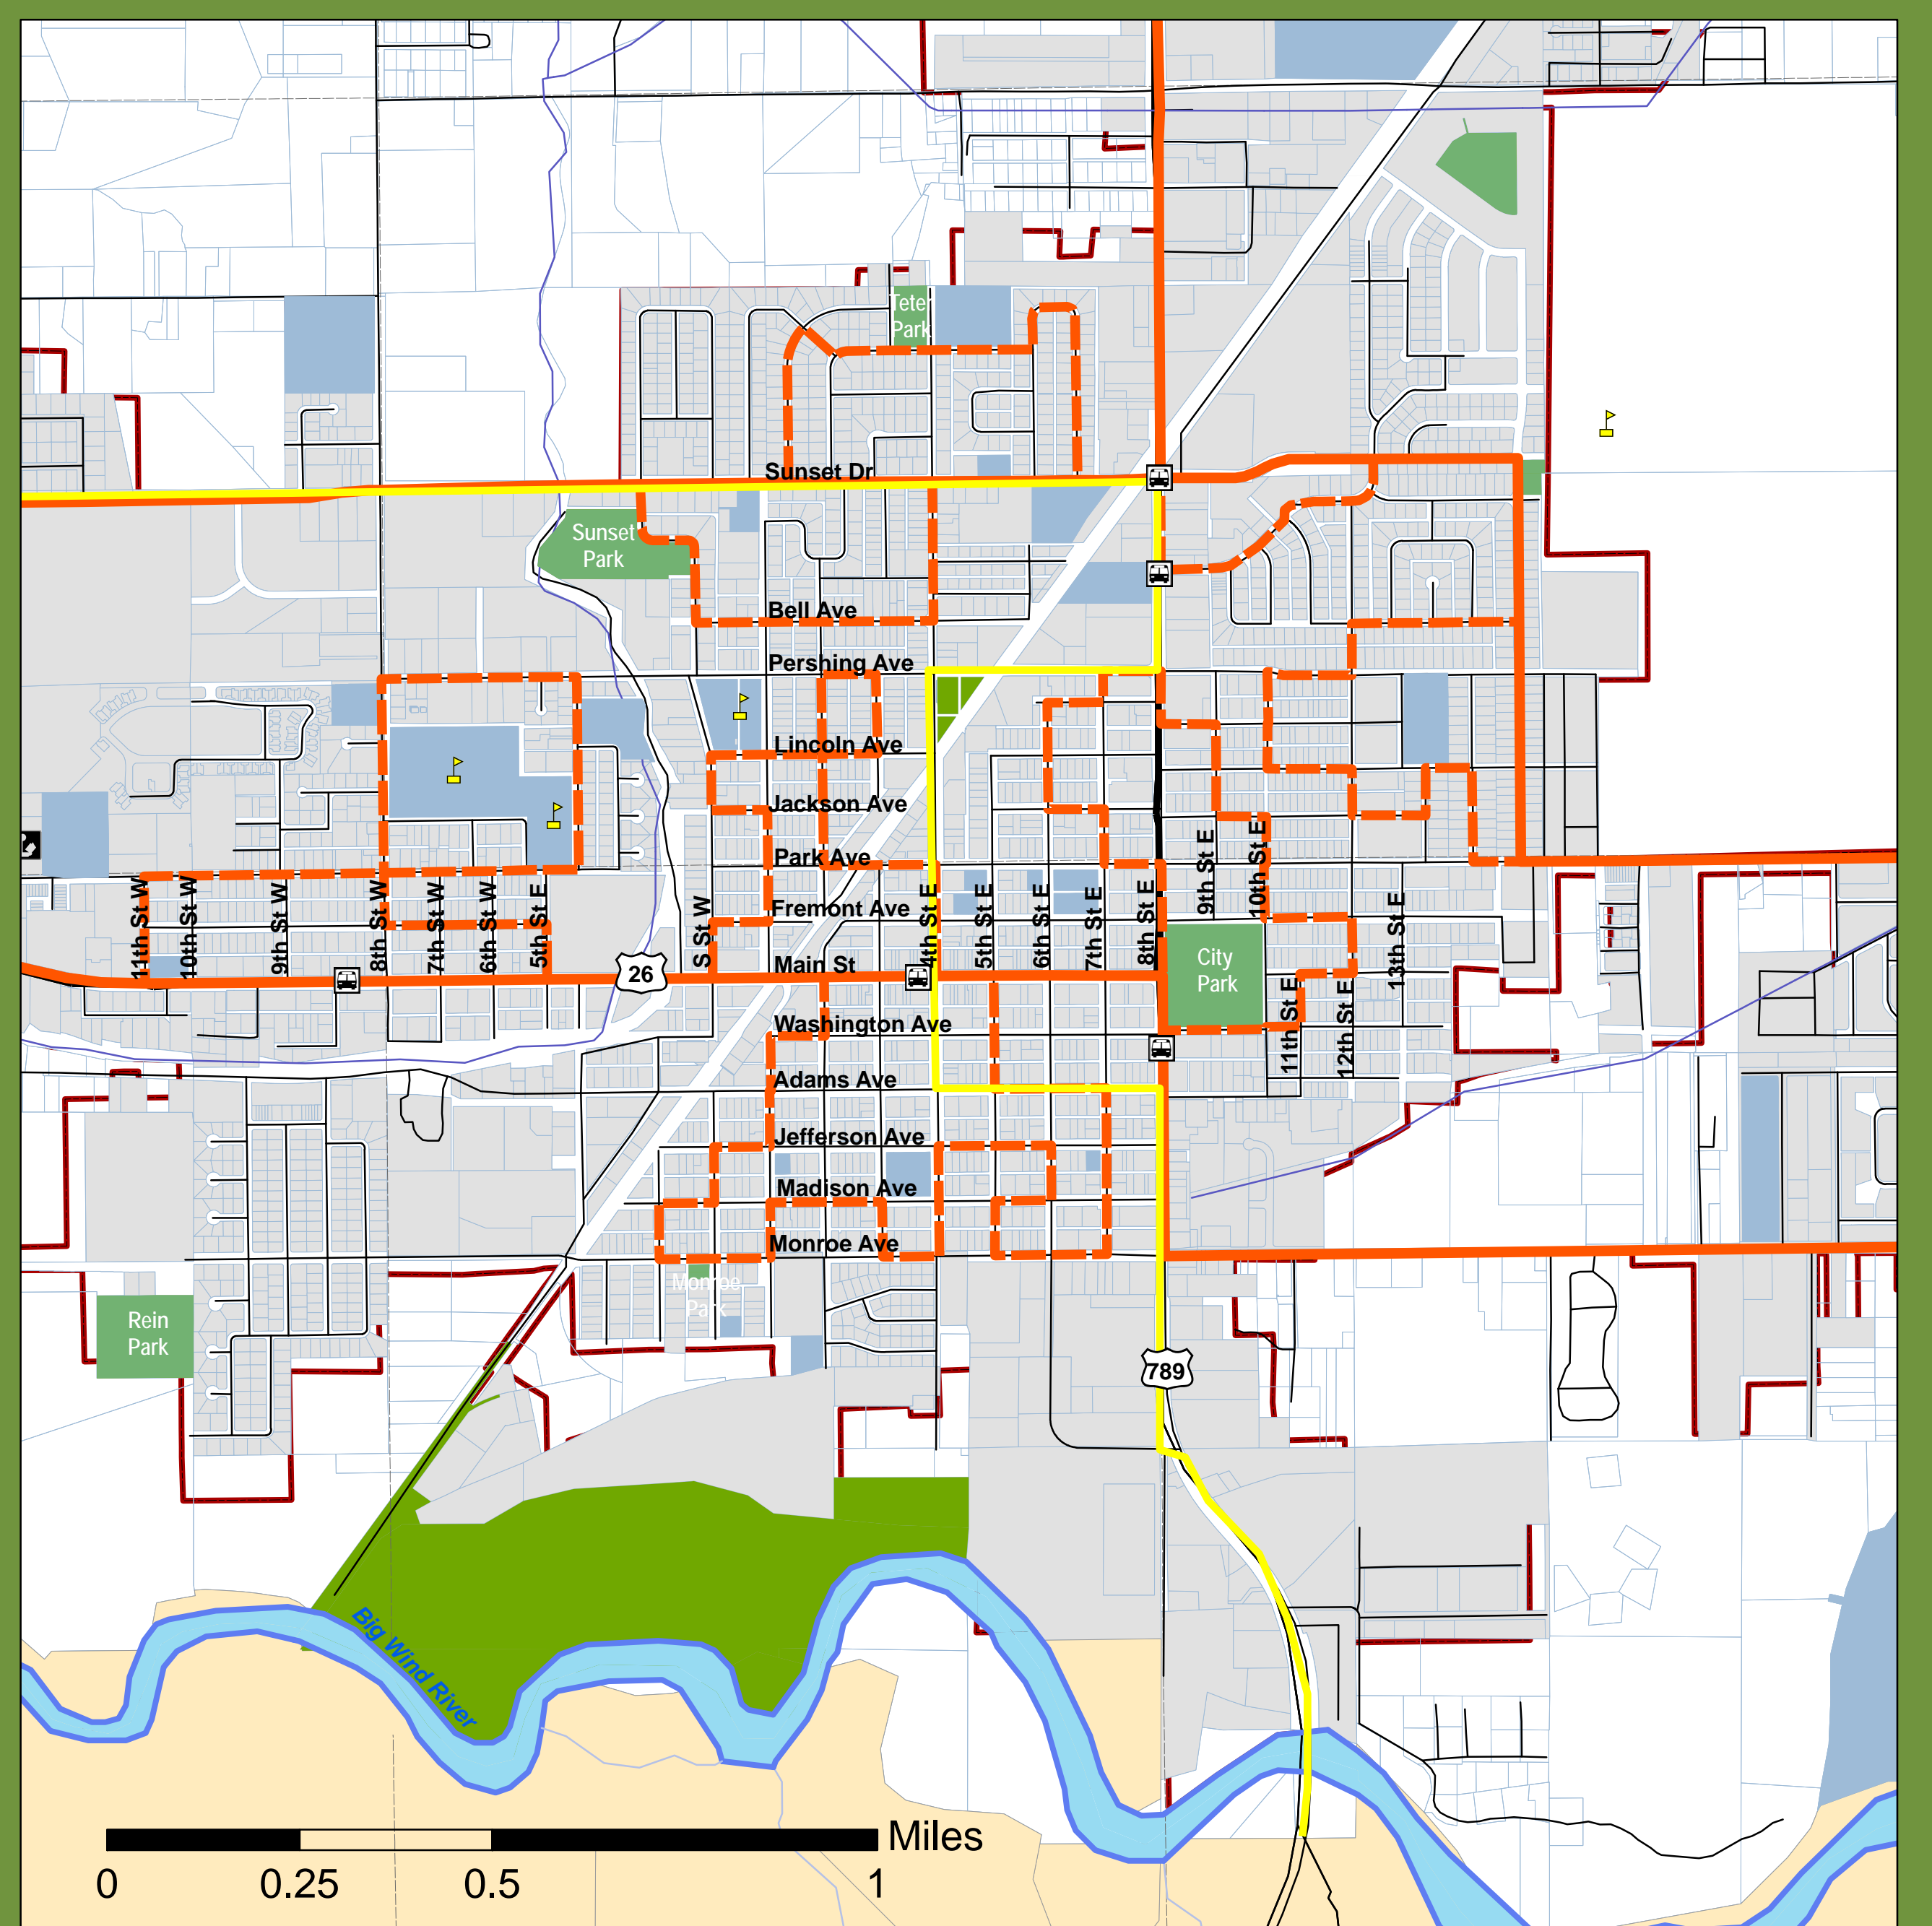 Teter
Park
Sunset Dr
Sunset
Park
Bell Ave
Pershing Ave
Lincoln Ave
Jackson Ave
Park Ave
Fremont Ave
Main St
11th St W
10th St W
9th St W
8th St W
7th St W
6th St W
5th St E
S St W
4th St E
5th St E
6th St E
7th St E
8th St E
9th St E
10th St E
13th St E
26
City
Park
Washington Ave
11th St E
12th St E
Adams Ave
Jefferson Ave
Madison Ave
Monroe Ave
Monroe
Park
Rein
Park
789
Big Wind River
Miles
0
0.25
0.5
1